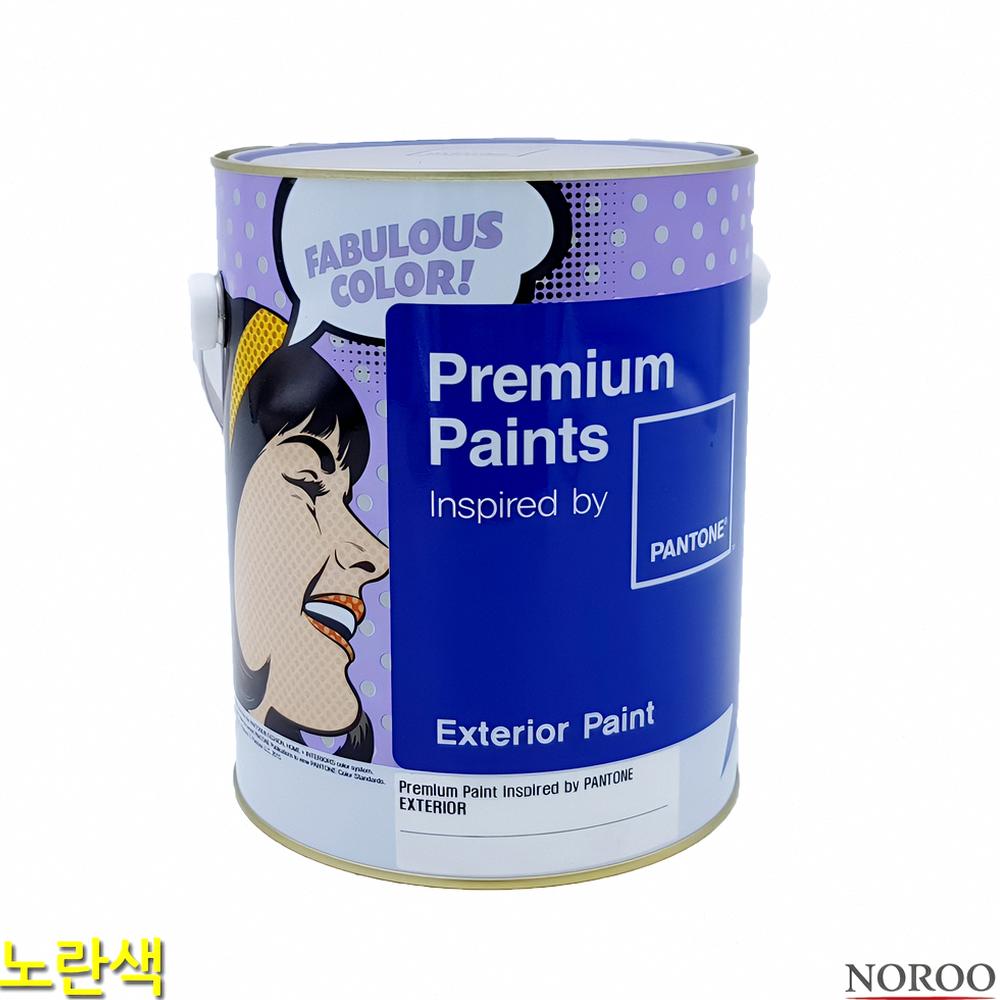 FABULOUS
COLOR!
Premium
Paints
Inspired by
PANTONE®
Exterior Paint
Premium Paint Inspired by PANTONE
EXTERIOR
노란색
NOROO